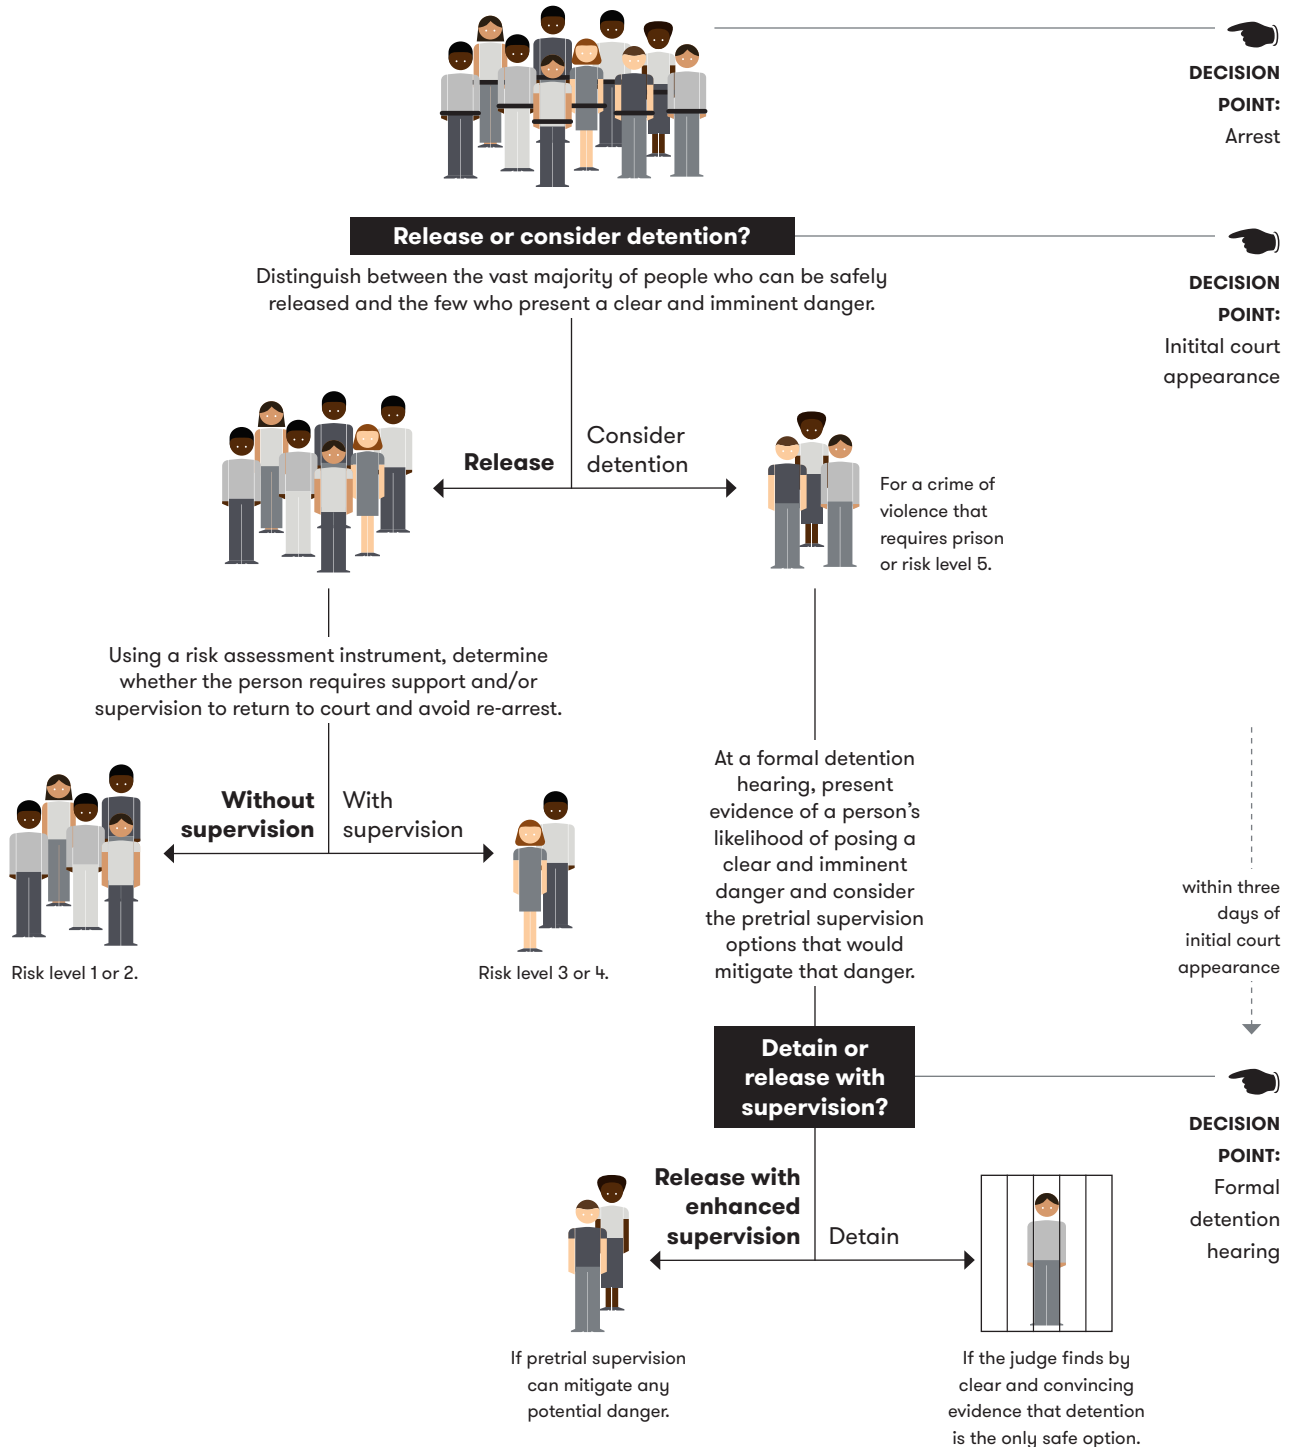 DECISION
POINT:
Arrest
Release or consider detention?
Distinguish between the vast majority of people who can be safely
released and the few who present a clear and imminent danger.
DECISION
POINT:
Initital court
appearance
Release
Consider
detention
For a crime of
violence that
requires prison
or risk level 5.
Using a risk assessment instrument, determine
whether the person requires support and/or
supervision to return to court and avoid re-arrest.
Without
supervision
With
supervision
Risk level 1 or 2.
Risk level 3 or 4.
At a formal detention
hearing, present
evidence of a person’s
likelihood of posing a
clear and imminent
danger and consider
the pretrial supervision
options that would
mitigate that danger.
within three
days of
initial court
appearance
Detain or
release with
supervision?
DECISION
POINT:
Formal
detention
hearing
Release with
enhanced
supervision
Detain
If pretrial supervision
can mitigate any
potential danger.
If the judge finds by
clear and convincing
evidence that detention
is the only safe option.